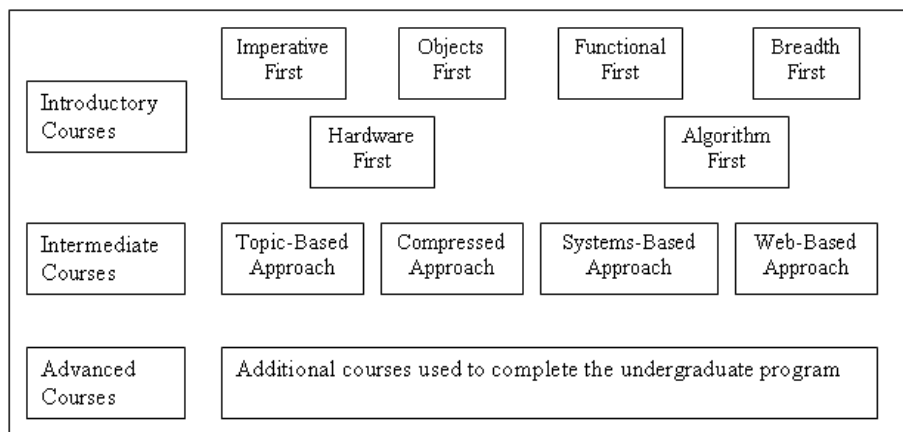 Imperative
First
Objects
First
Functional
First
Breadth
First
Introductory
Courses
Hardware
First
Algorithm
First
Intermediate
Courses
Topic-Based
Approach
Compressed
Approach
Systems-Based
Approach
Web-Based
Approach
Advanced
Courses
Additional courses used to complete the undergraduate program